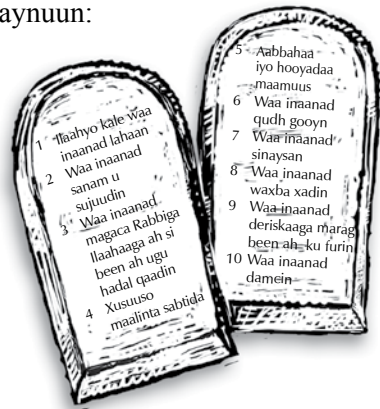 aynuun:
1 Ilaahyo kale waa
inaanad lahaan
2 Waa inaanad
sanam u
sujuudin
3 Waa inaanad
magaca Rabbiga
llaahaaga ah si
been ah ugu
hadal qaadin
4 Xusuuso
maalinta sabtida
5 Aabbahaa
iyo hooyadaa
maamuus
6 Waa inaanad
qudh gooyn
7 Waa inaanad
sinaysan
8 Waa inaanad
waxba xadin
9 Waa inaanad
deriskaaga marag
been ah ku furin
10 Waa inaanad
damcin